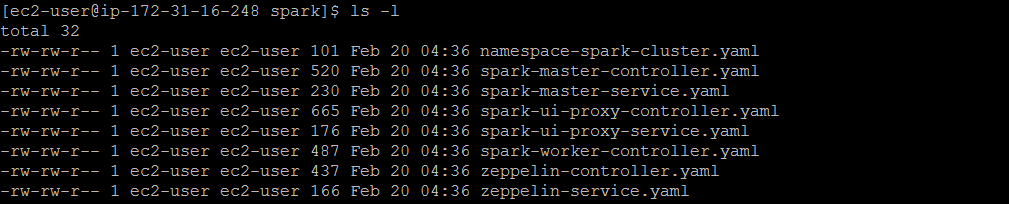 [ec2-user@ip-172-31-16-248 spark]$ ls -l
total 32
-rw-rw-r-- 1 ec2-user ec2-user 101 Feb 20 04:36 namespace-spark-cluster.yaml
-rw-rw-r-- 1 ec2-user ec2-user 520 Feb 20 04:36 spark-master-controller.yaml
-rw-rw-r-- 1 ec2-user ec2-user 230 Feb 20 04:36 spark-master-service.yaml
-rw-rw-r-- 1 ec2-user ec2-user 665 Feb 20 04:36 spark-ui-proxy-controller.yaml
-rw-rw-r-- 1 ec2-user ec2-user 176 Feb 20 04:36 spark-ui-proxy-service.yaml
-rw-rw-r-- 1 ec2-user ec2-user 487 Feb 20 04:36 spark-worker-controller.yaml
-rw-rw-r-- 1 ec2-user ec2-user 437 Feb 20 04:36 zeppelin-controller.yaml
-rw-rw-r-- 1 ec2-user ec2-user 166 Feb 20 04:36 zeppelin-service.yaml